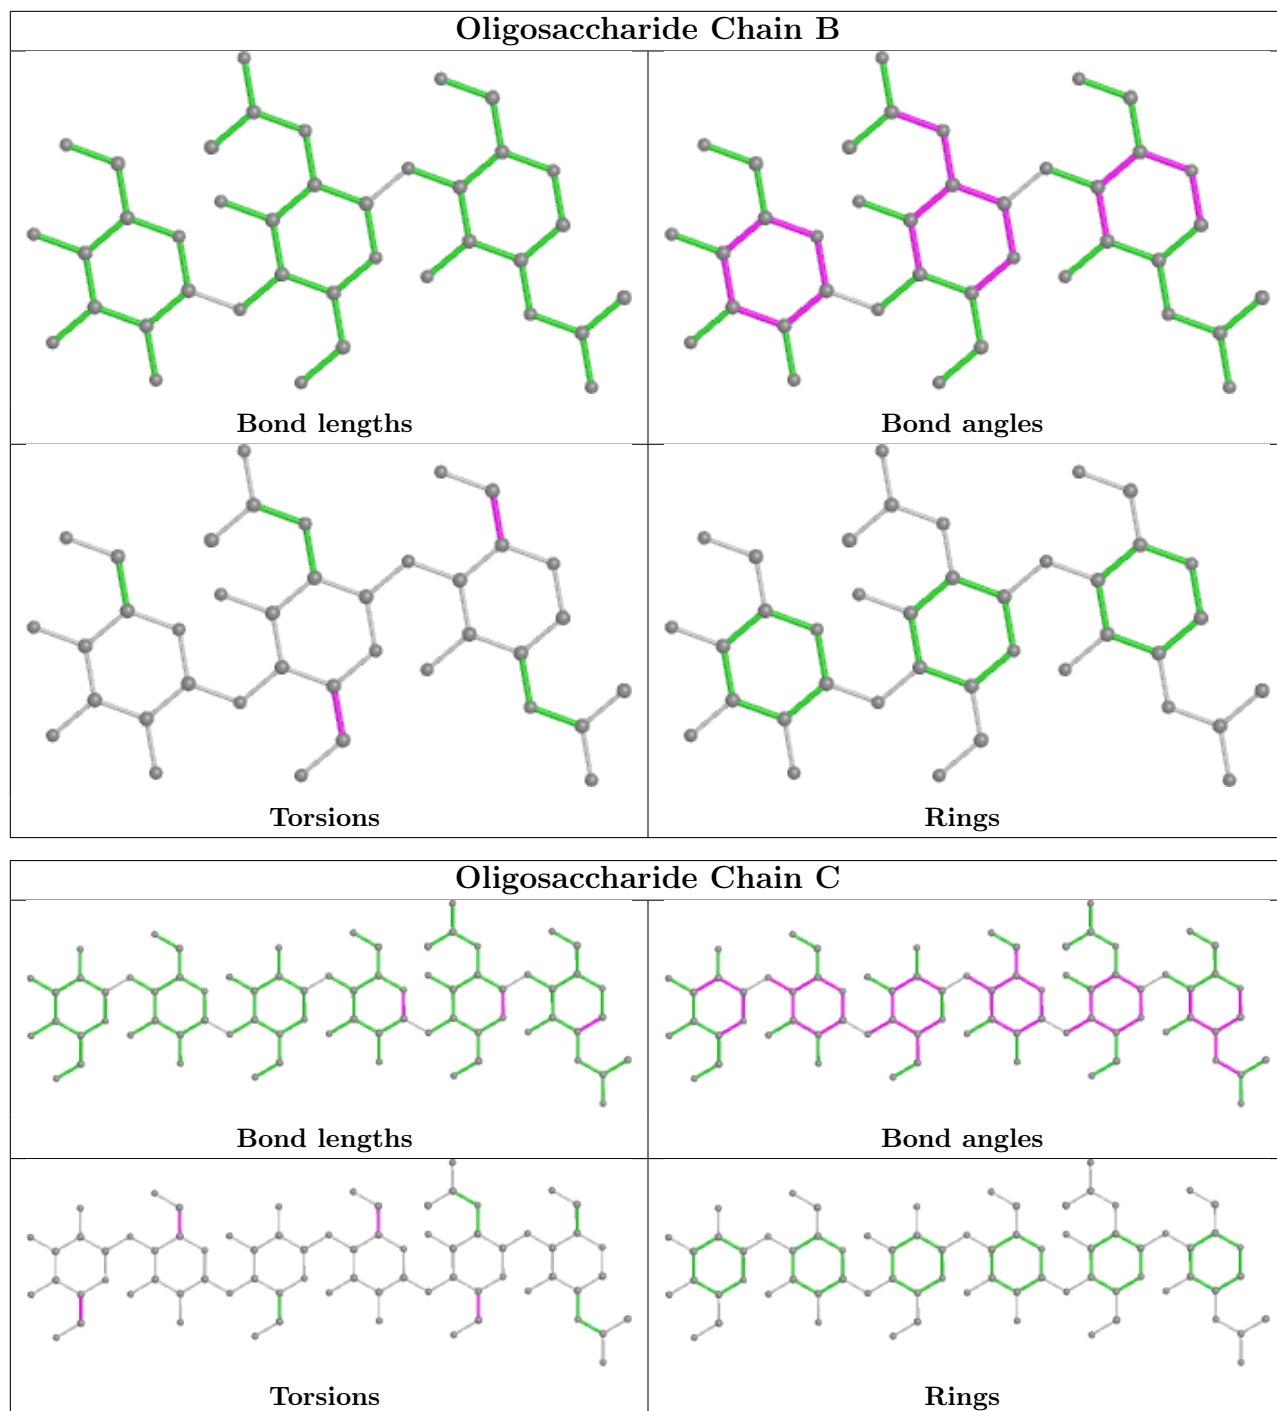 Oligosaccharide Chain B
Bond lengths
Bond angles
Torsions
Rings
Oligosaccharide Chain C
Bond lengths
Bond angles
Torsions
Rings